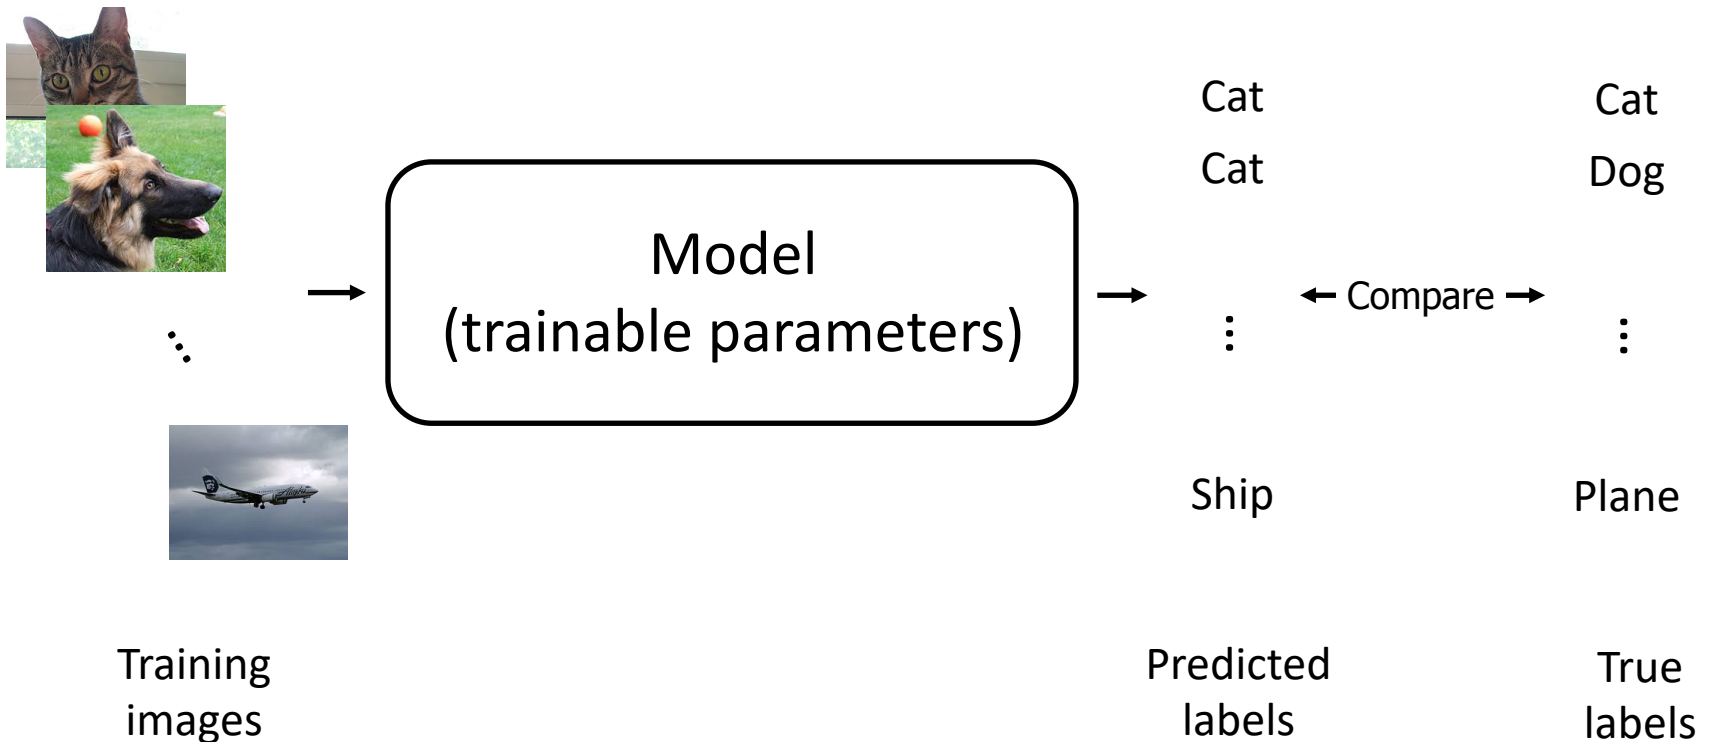 Cat
Cat
Cat
Dog
Model
(trainable parameters)
Compare
Ship
Plane
Training
images
Predicted
labels
True
labels